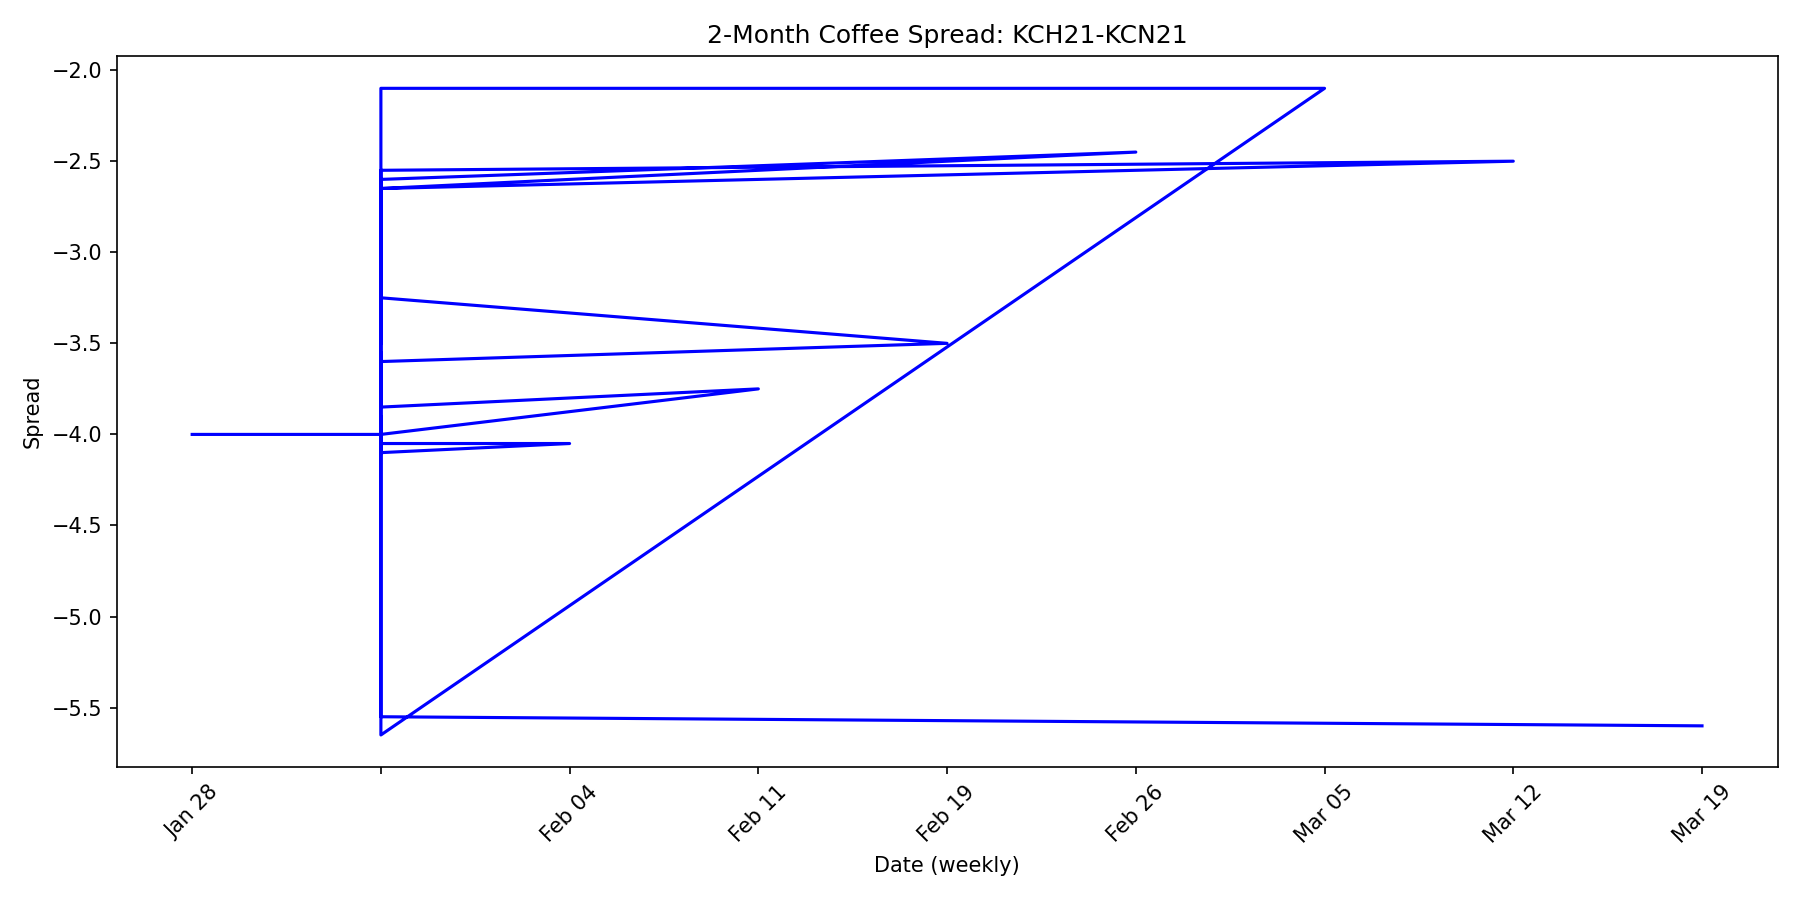 2-Month Coffee Spread: KCH21-KCN21
−2.0
−2.5
−3.0
−3.5
−4.0
−4.5
−5.0
−5.5
Spread
Jan 28
Feb 04
Feb 11
Feb 19
Feb 26
Mar 05
Mar 12
Mar 19
Date (weekly)